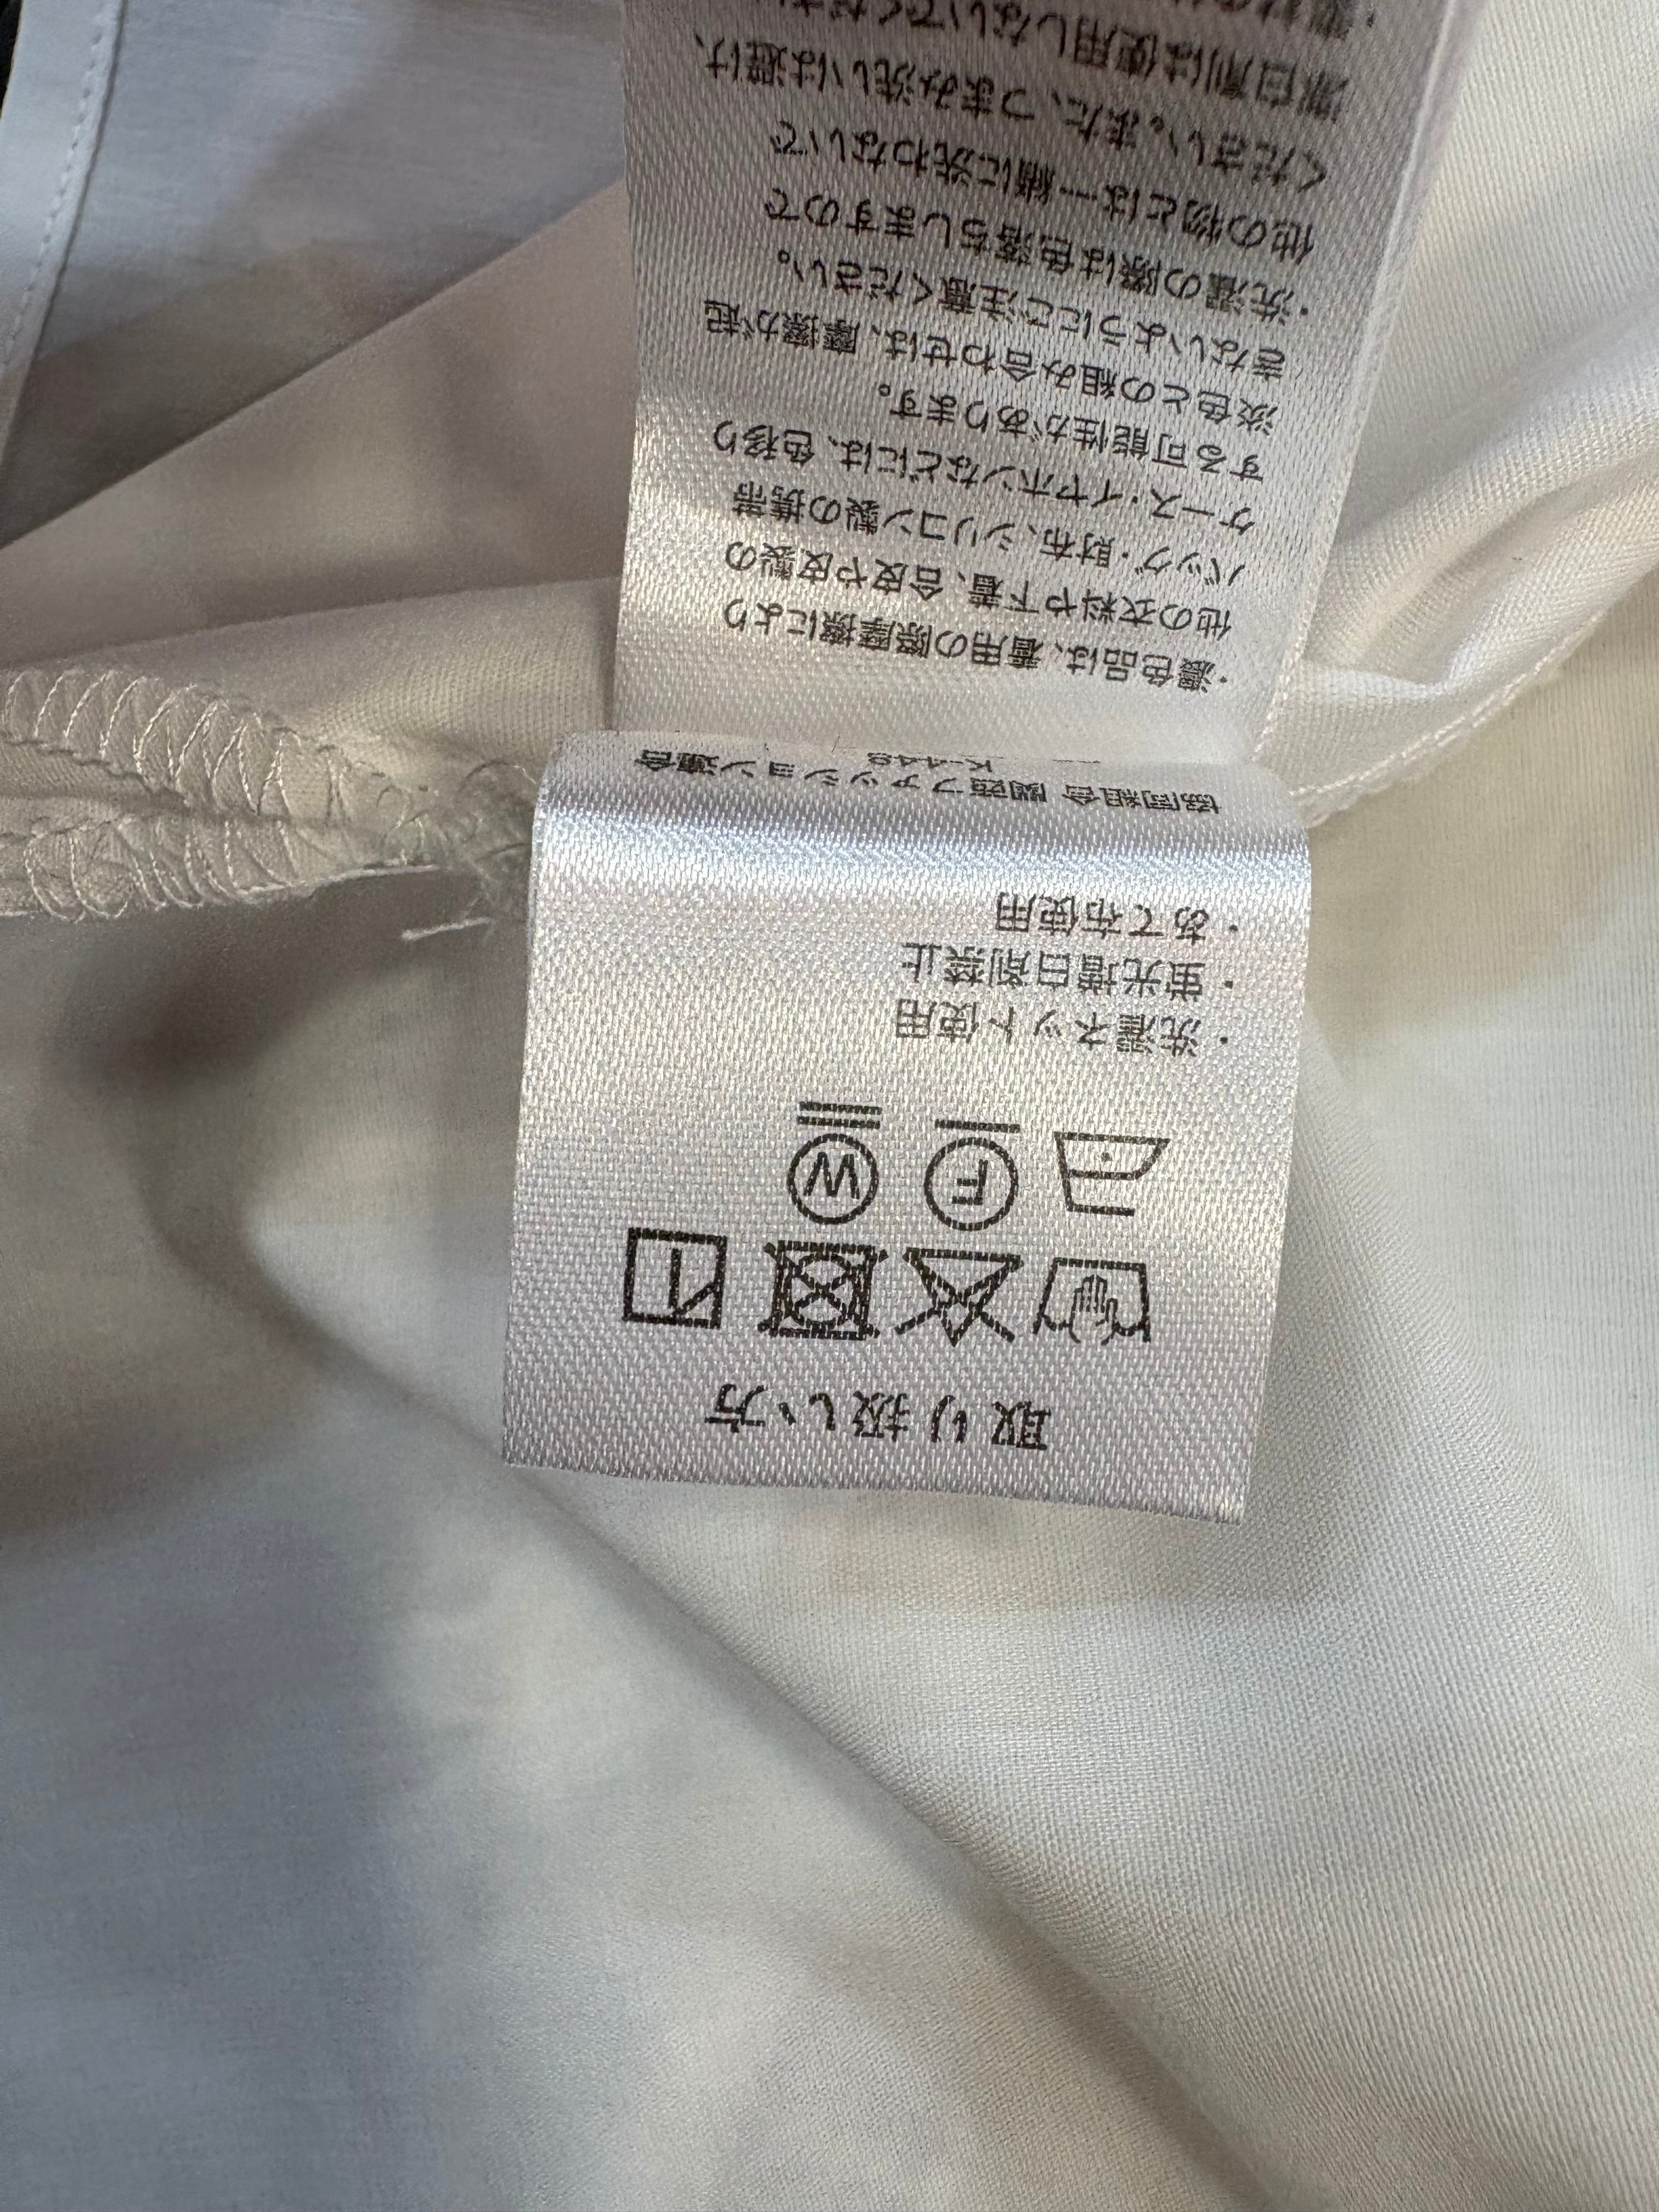 取り扱い方
F W
・洗濯ネット使用
・蛍光増白剤禁止
・あて布使用
協同組合 関西ファッション連合
・濃色品は、着用の際摩擦により
他の衣料や下着、合皮や皮製の
バッグ・財布、シリコン製の携帯
ケース・イヤホンなどには、色移り
する可能性があります。
淡色との組み合わせは、摩擦が起
きないようにご注意ください。
・洗濯の際は色落ちしますので
他の物とは一緒に洗わないで
ください。また、つまみ洗いは避け、
漂白剤は使用しないでくださ